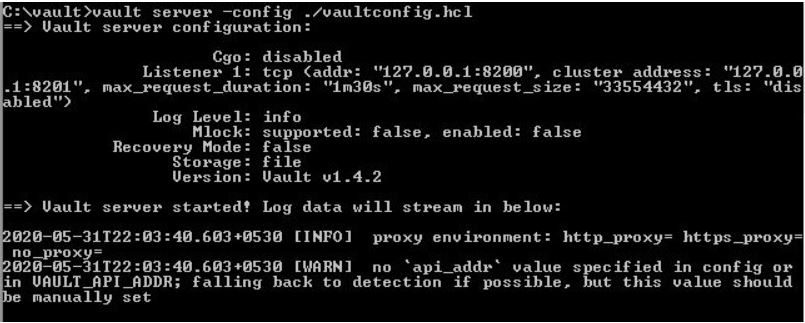 C:\vault>vault server -config ./vaultconfig.hcl
==> Vault server configuration:
Cgo: disabled
Listener 1: tcp (addr: "127.0.0.1:8200", cluster address: "127.0.0
.1:8201", max_request_duration: "1m30s", max_request_size: "33554432", tls: "dis
abled")
Log Level: info
Mlock: supported: false, enabled: false
Recovery Mode: false
Storage: file
Version: Vault v1.4.2
==> Vault server started! Log data will stream in below:
2020-05-31T22:03:40.603+0530 [INFO]  proxy environment: http_proxy= https_proxy=
no_proxy=
2020-05-31T22:03:40.603+0530 [WARN]  no `api_addr` value specified in config or
in VAULT_API_ADDR; falling back to detection if possible, but this value should
be manually set